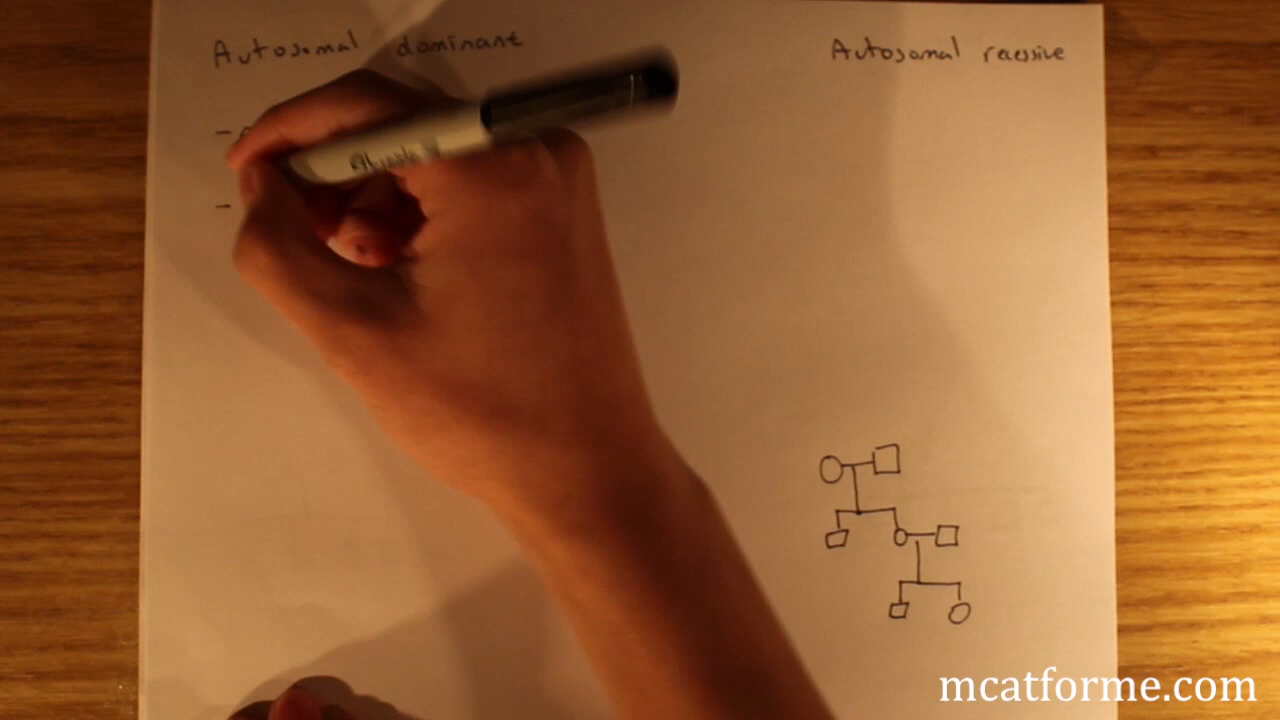 Autosomal dominant
Autosomal recessive
-
-
mcatforme.com